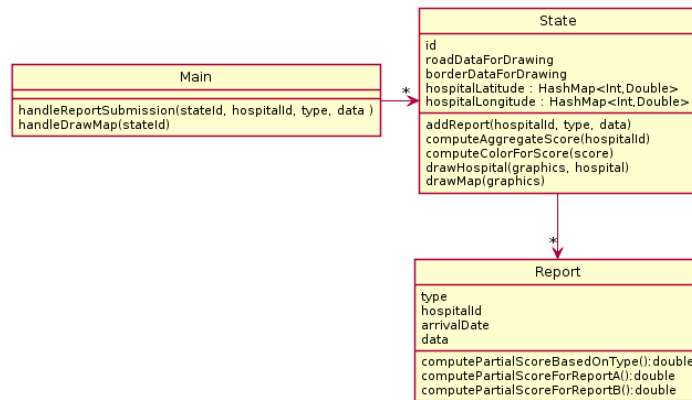 State
id
roadDataForDrawing
borderDataForDrawing
hospitalLatitude : HashMap<Int,Double>
hospitalLongitude : HashMap<Int,Double>
addReport(hospitalId, type, data)
computeAggregateScore(hospitalId)
computeColorForScore(score)
drawHospital(graphics, hospital)
drawMap(graphics)
Main
handleReportSubmission(stateId, hospitalId, type, data )
handleDrawMap(stateId)
*
*
Report
type
hospitalId
arrivalDate
data
computePartialScoreBasedOnType():double
computePartialScoreForReportA():double
computePartialScoreForReportB():double